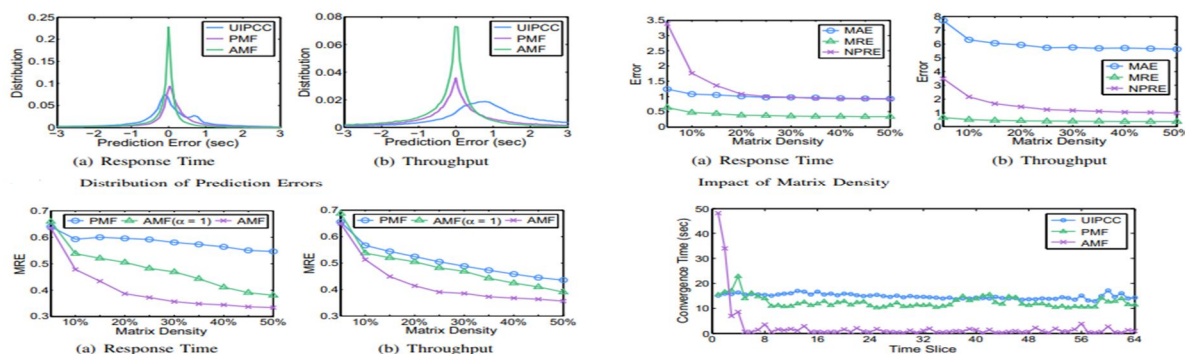 0.25
0.2
0.15
0.1
0.05
0
Distribution
UIPCC
PMF
AMF
-3 -2 -1 0 1 2 3
Prediction Error (sec)
(a) Response Time
0.08
0.06
0.04
0.02
0
Distribution
UIPCC
PMF
AMF
-3 -2 -1 0 1 2 3
Prediction Error (sec)
(b) Throughput
Distribution of Prediction Errors
3.5
3
2.5
2
1.5
1
0.5
0
Error
MAE
MRE
NPRE
10% 20% 30% 40% 50%
Matrix Density
(a) Response Time
8
7
6
5
4
3
2
1
0
Error
MAE
MRE
NPRE
10% 20% 30% 40% 50%
Matrix Density
(b) Throughput
Impact of Matrix Density
0.7
0.6
0.5
0.4
0.3
MRE
PMF AMF(α = 1) AMF
10% 20% 30% 40% 50%
Matrix Density
(a) Response Time
0.7
0.6
0.5
0.4
0.3
MRE
PMF AMF(α = 1) AMF
10% 20% 30% 40% 50%
Matrix Density
(b) Throughput
50
40
30
20
10
0
Convergence Time (sec)
UIPCC
PMF
AMF
0 8 16 24 32 40 48 56 64
Time Slice